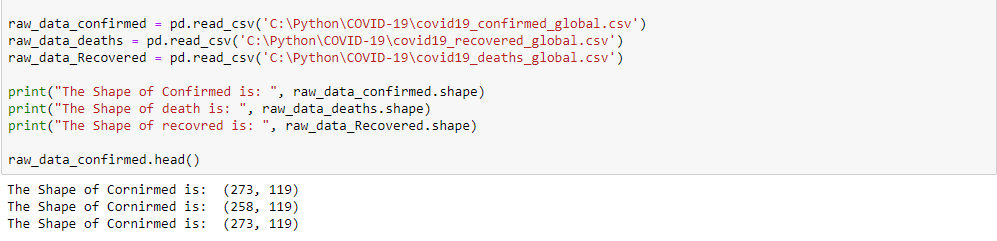 raw_data_confirmed = pd.read_csv('C:\Python\COVID-19\covid19_confirmed_global.csv')
raw_data_deaths = pd.read_csv('C:\Python\COVID-19\covid19_recovered_global.csv')
raw_data_Recovered = pd.read_csv('C:\Python\COVID-19\covid19_deaths_global.csv')
print("The Shape of Confirmed is: ", raw_data_confirmed.shape)
print("The Shape of death is: ", raw_data_deaths.shape)
print("The Shape of recovred is: ", raw_data_Recovered.shape)
raw_data_confirmed.head()
The Shape of Cornirmed is:  (273, 119)
The Shape of Cornirmed is:  (258, 119)
The Shape of Cornirmed is:  (273, 119)